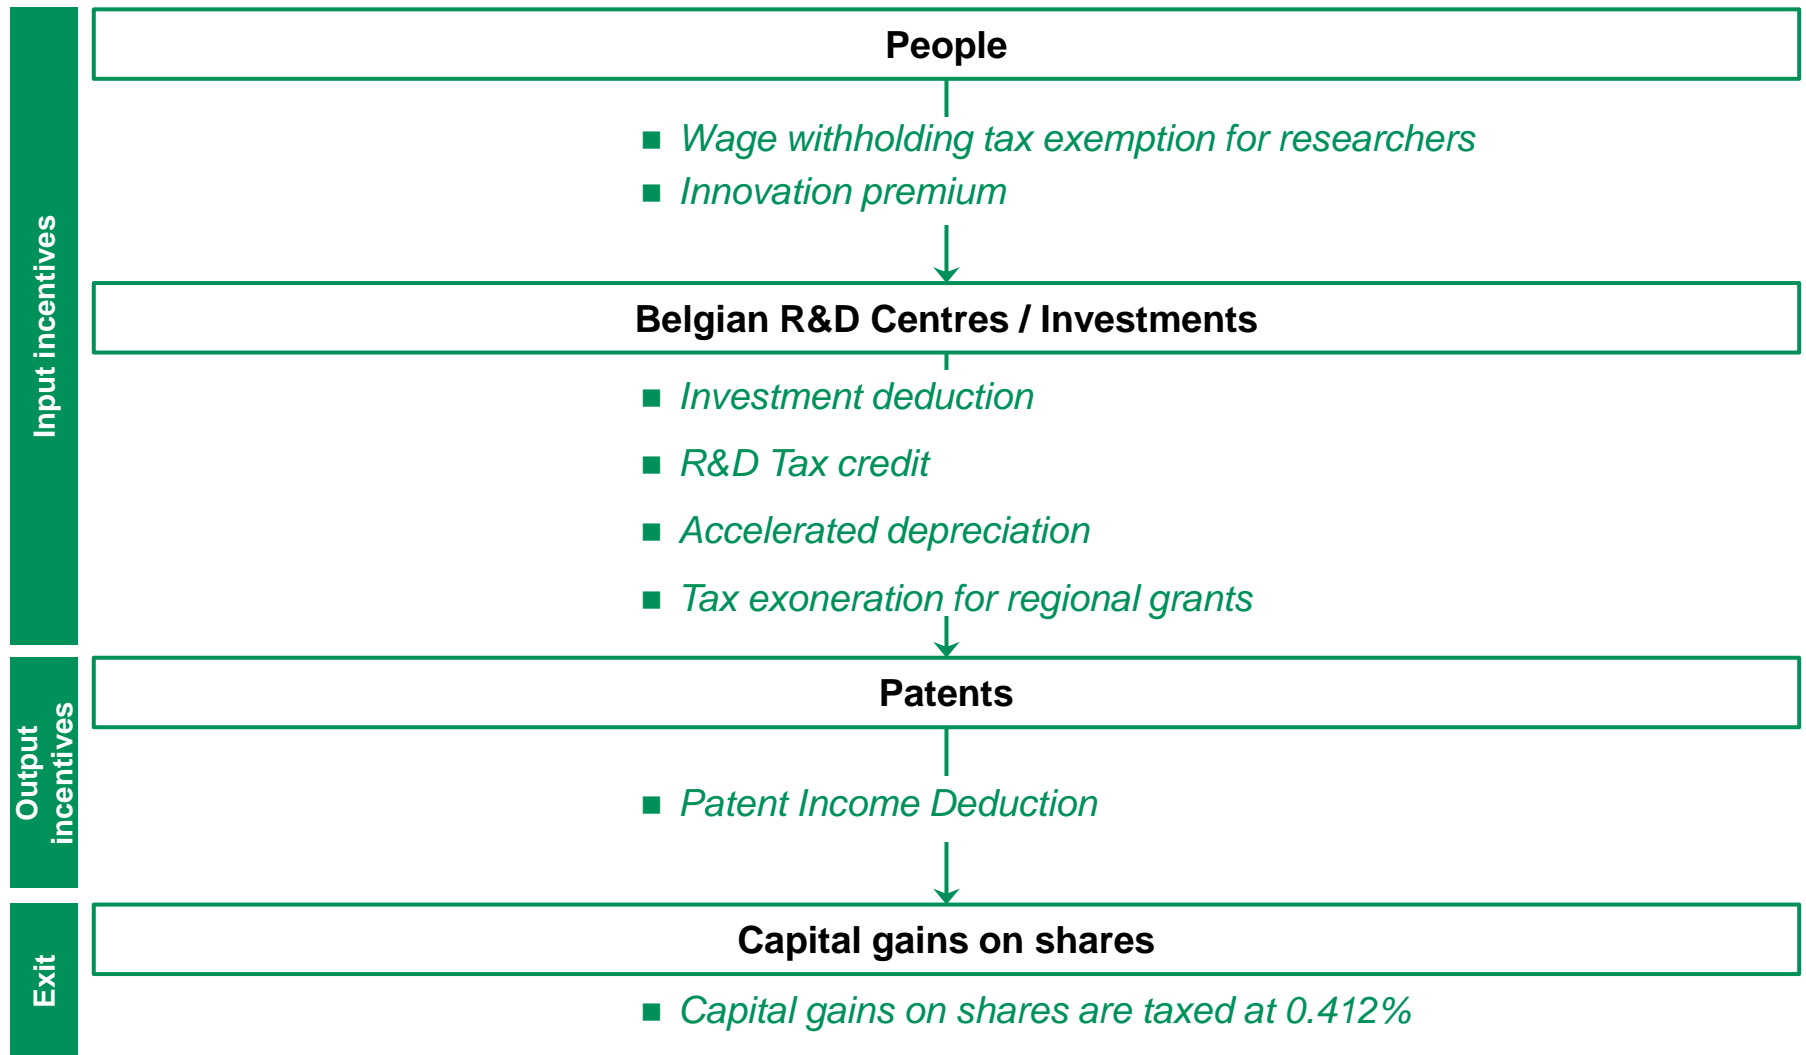 Input incentives
People
Wage withholding tax exemption for researchers
Innovation premium
Belgian R&D Centres / Investments
Investment deduction
R&D Tax credit
Accelerated depreciation
Tax exoneration for regional grants
Output
incentives
Patents
Patent Income Deduction
Exit
Capital gains on shares
Capital gains on shares are taxed at 0.412%